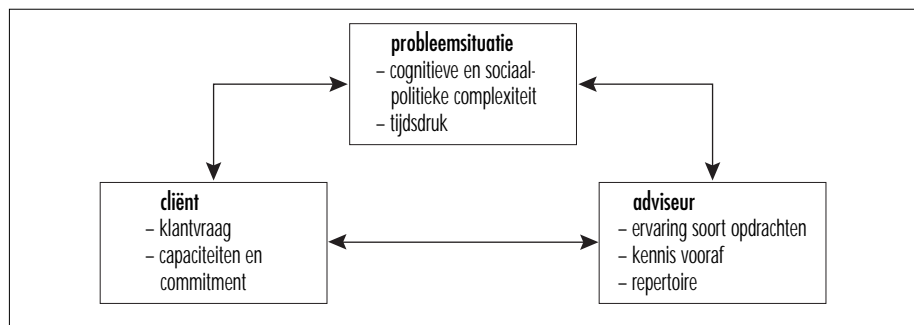 probleemsituatie
– cognitieve en sociaal-
politieke complexiteit
– tijdsdruk
cliënt
– klantvraag
– capaciteiten en
commitment
adviseur
– ervaring soort opdrachten
– kennis vooraf
– repertoire